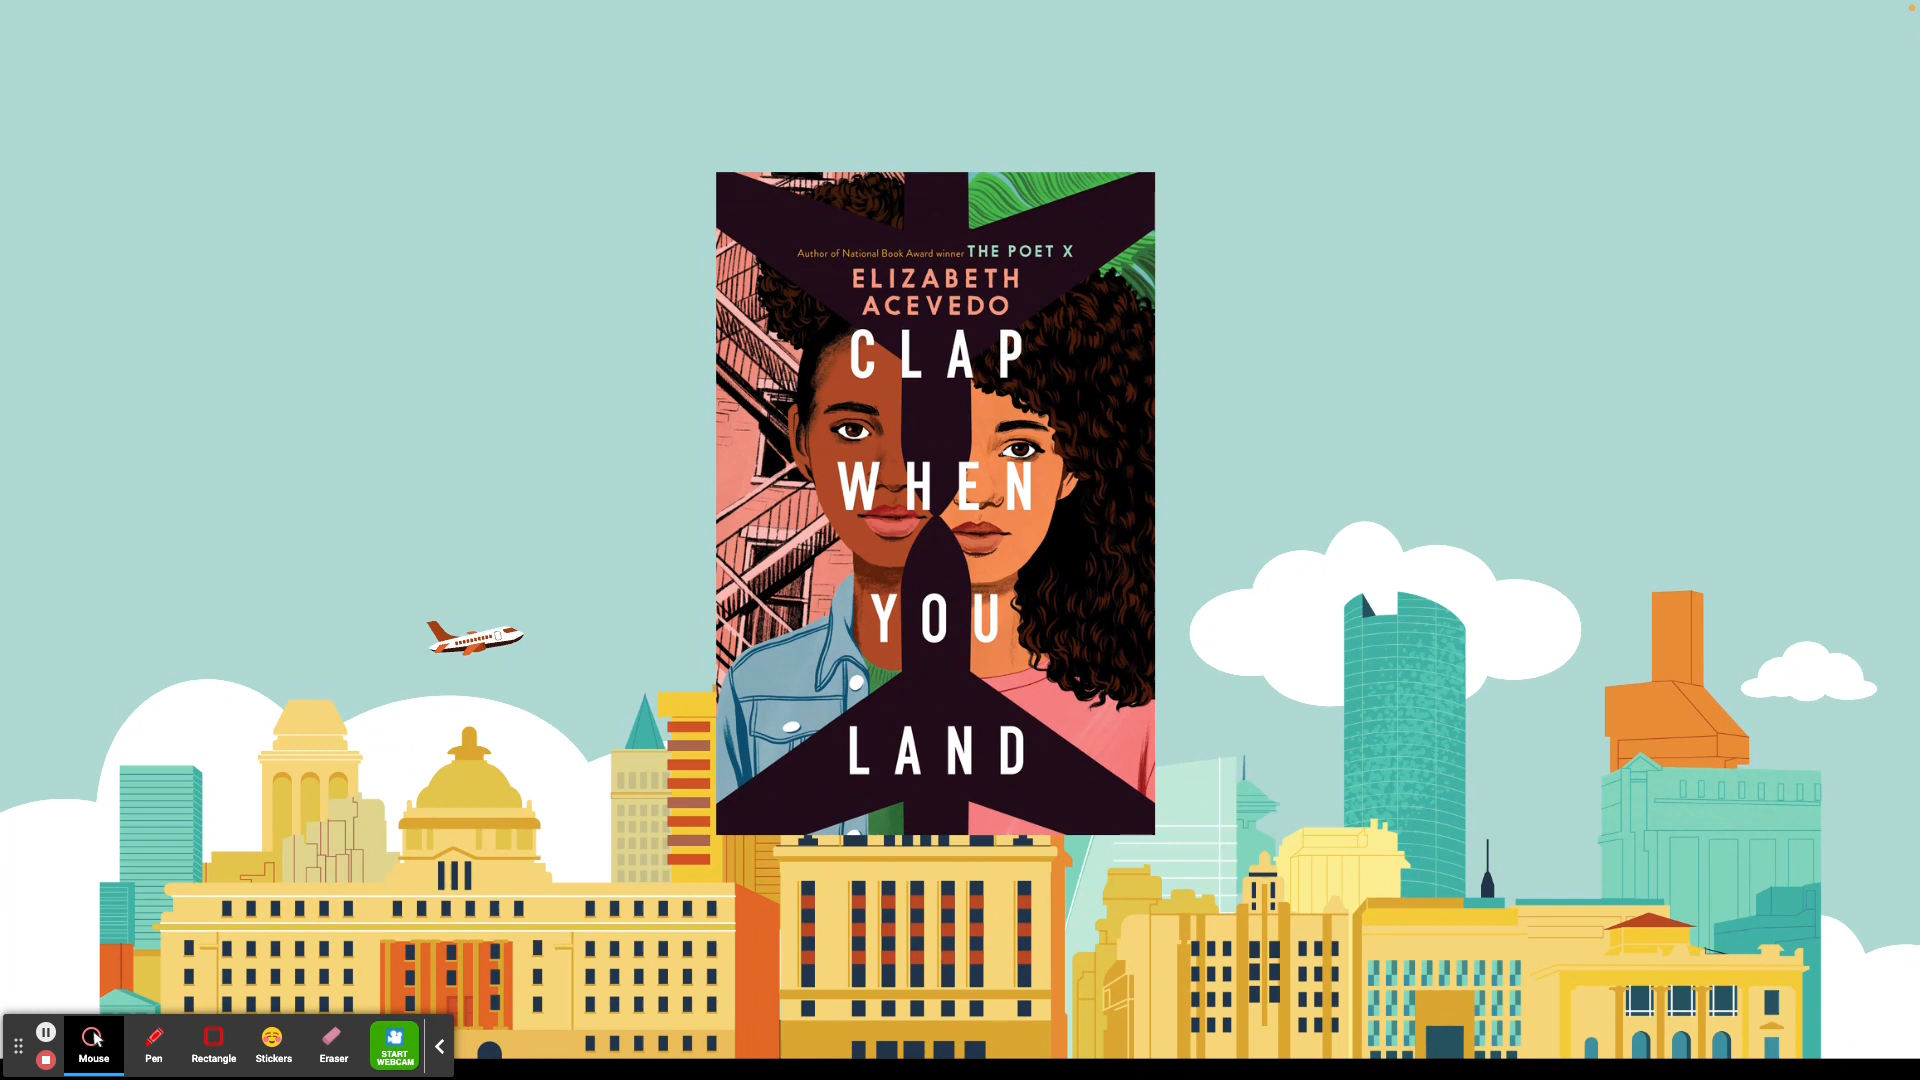 Author of National Book Award winner THE POET X
ELIZABETH
ACEVEDO
CLAP
WHEN
YOU
LAND
Mouse
Pen
Rectangle
Stickers
Eraser
START
WEBCAM